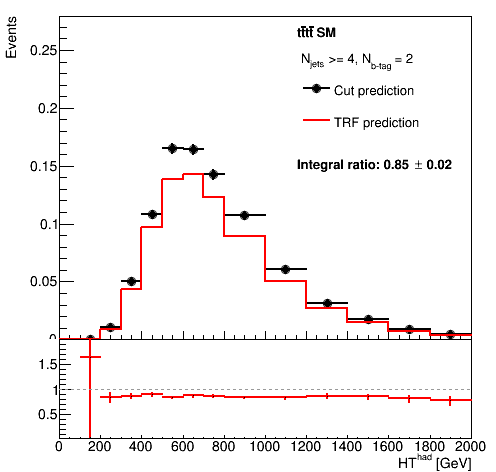 Events
tt̄tt̄ SM
N_jets >= 4, N_b-tag = 2
Cut prediction
TRF prediction
Integral ratio: 0.85 ± 0.02
0.25
0.2
0.15
0.1
0.05
0
1.5
1
0.5
0 200 400 600 800 1000 1200 1400 1600 1800 2000
HT^had [GeV]